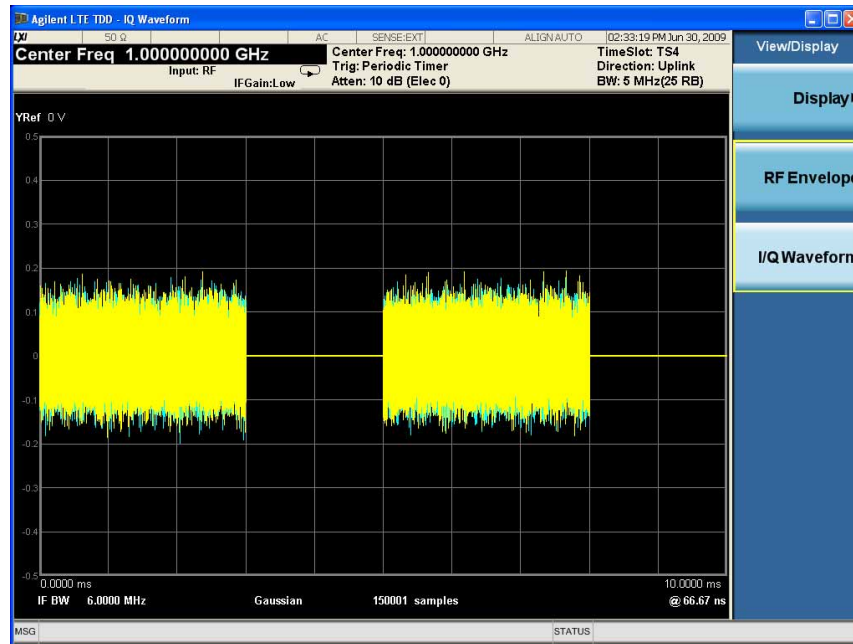 Agilent LTE TDD - IQ Waveform
LXI 50 Ω AC SENSE:EXT ALIGN AUTO 02:33:19 PM Jun 30, 2009
Center Freq 1.000000000 GHz
Input: RF
IFGain:Low
Center Freq: 1.000000000 GHz
Trig: Periodic Timer
Atten: 10 dB (Elec 0)
TimeSlot: TS4
Direction: Uplink
BW: 5 MHz(25 RB)
View/Display
Display
RF Envelope
I/Q Waveform
YRef 0 V
0.5
0.4
0.3
0.2
0.1
0
-0.1
-0.2
-0.3
-0.4
-0.5
0.0000 ms 10.0000 ms
IF BW 6.0000 MHz Gaussian 150001 samples @ 66.67 ns
MSG STATUS